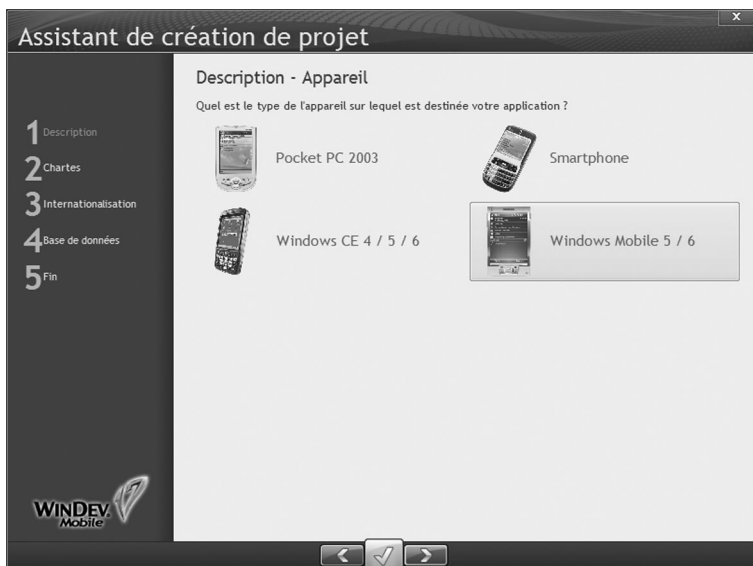 Assistant de création de projet
x
Description - Appareil
Quel est le type de l'appareil sur lequel est destinée votre application ?
Pocket PC 2003
Smartphone
Windows CE 4 / 5 / 6
Windows Mobile 5 / 6
1 Description
2 Chartes
3 Internationalisation
4 Base de données
5 Fin
WINDEV. 17
Mobile